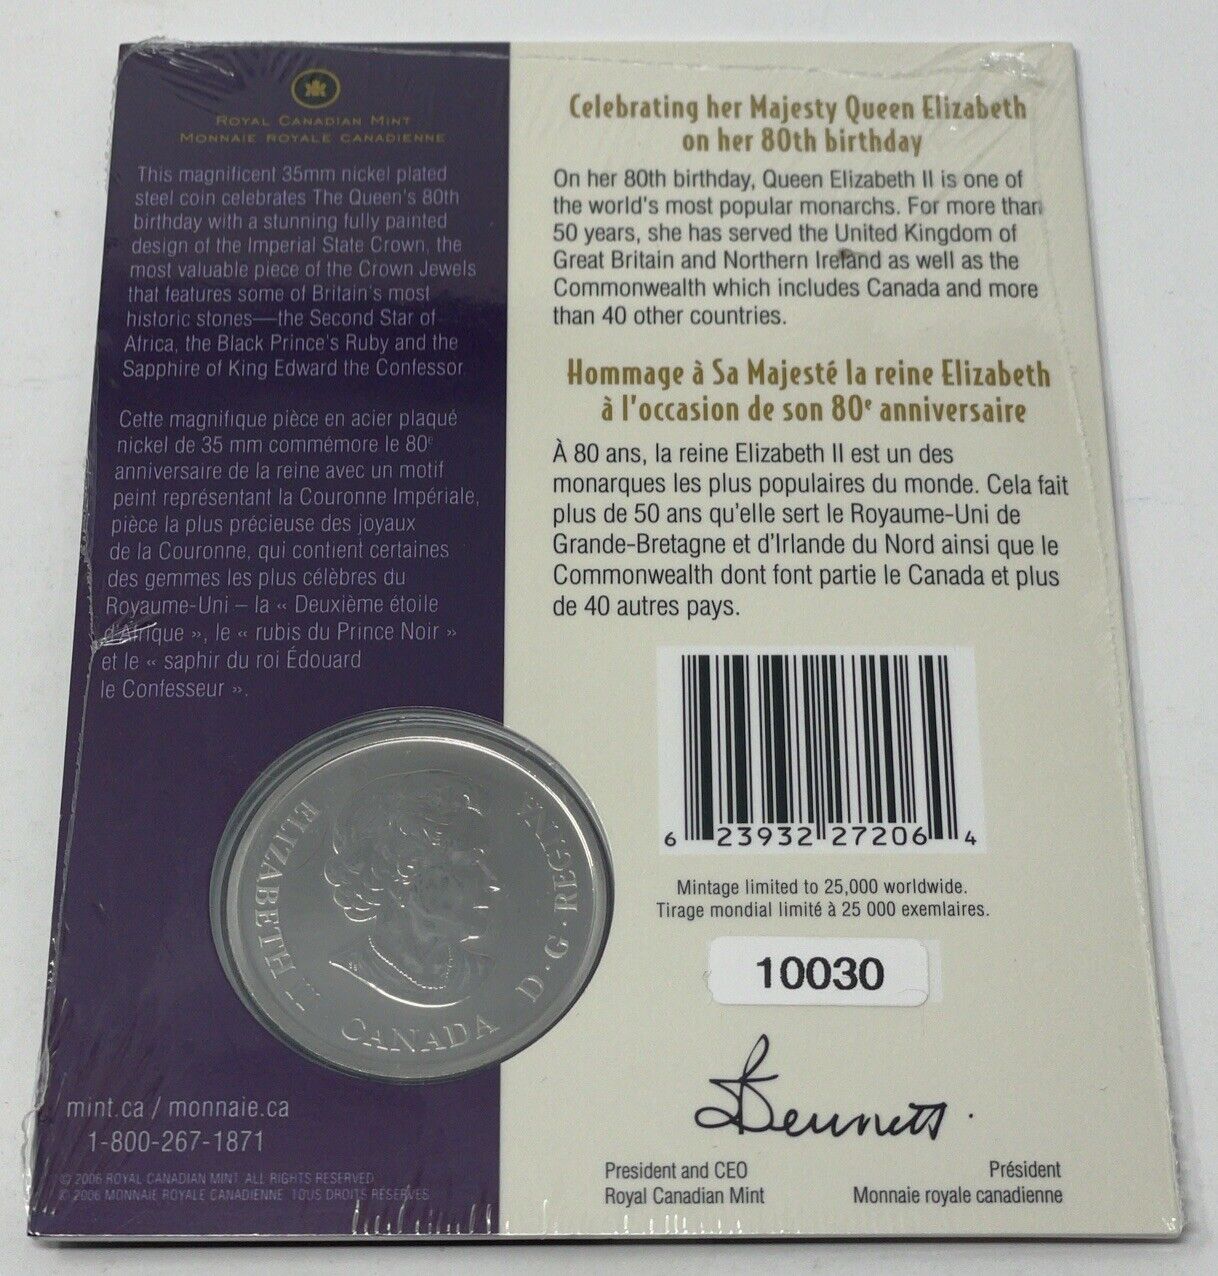 ROYAL CANADIAN MINT
MONNAIE ROYALE CANADIENNE
This magnificent 35mm nickel plated
steel coin celebrates The Queen's 80th
birthday with a stunning fully painted
design of the Imperial State Crown, the
most valuable piece of the Crown Jewels
that features some of Britain's most
historic stones—the Second Star of
Africa, the Black Prince's Ruby and the
Sapphire of King Edward the Confessor
Cette magnifique pièce en acier plaqué
nickel de 35 mm commémore le 80e
anniversaire de la reine avec un motif
peint représentant la Couronne Impériale,
pièce la plus précieuse des joyaux
de la Couronne, qui contient certaines
des gemmes les plus célèbres du
Royaume-Uni – la « Deuxième étoile
d'Afrique », le « rubis du Prince Noir »
et le « saphir du roi Édouard
le Confesseur ».
ELIZABETH II D·G·REGINA
CANADA
mint.ca / monnaie.ca
1-800-267-1871
© 2006 ROYAL CANADIAN MINT. ALL RIGHTS RESERVED.
© 2006 MONNAIE ROYALE CANADIENNE. TOUS DROITS RÉSERVÉS.
Celebrating her Majesty Queen Elizabeth
on her 80th birthday
On her 80th birthday, Queen Elizabeth II is one of
the world's most popular monarchs. For more than
50 years, she has served the United Kingdom of
Great Britain and Northern Ireland as well as the
Commonwealth which includes Canada and more
than 40 other countries.
Hommage à Sa Majesté la reine Elizabeth
à l'occasion de son 80e anniversaire
À 80 ans, la reine Elizabeth II est un des
monarques les plus populaires du monde. Cela fait
plus de 50 ans qu'elle sert le Royaume-Uni de
Grande-Bretagne et d'Irlande du Nord ainsi que le
Commonwealth dont font partie le Canada et plus
de 40 autres pays.
6 23932 27206 4
Mintage limited to 25,000 worldwide.
Tirage mondial limité à 25 000 exemlaires.
10030
Bennett
President and CEO
Royal Canadian Mint
Président
Monnaie royale canadienne